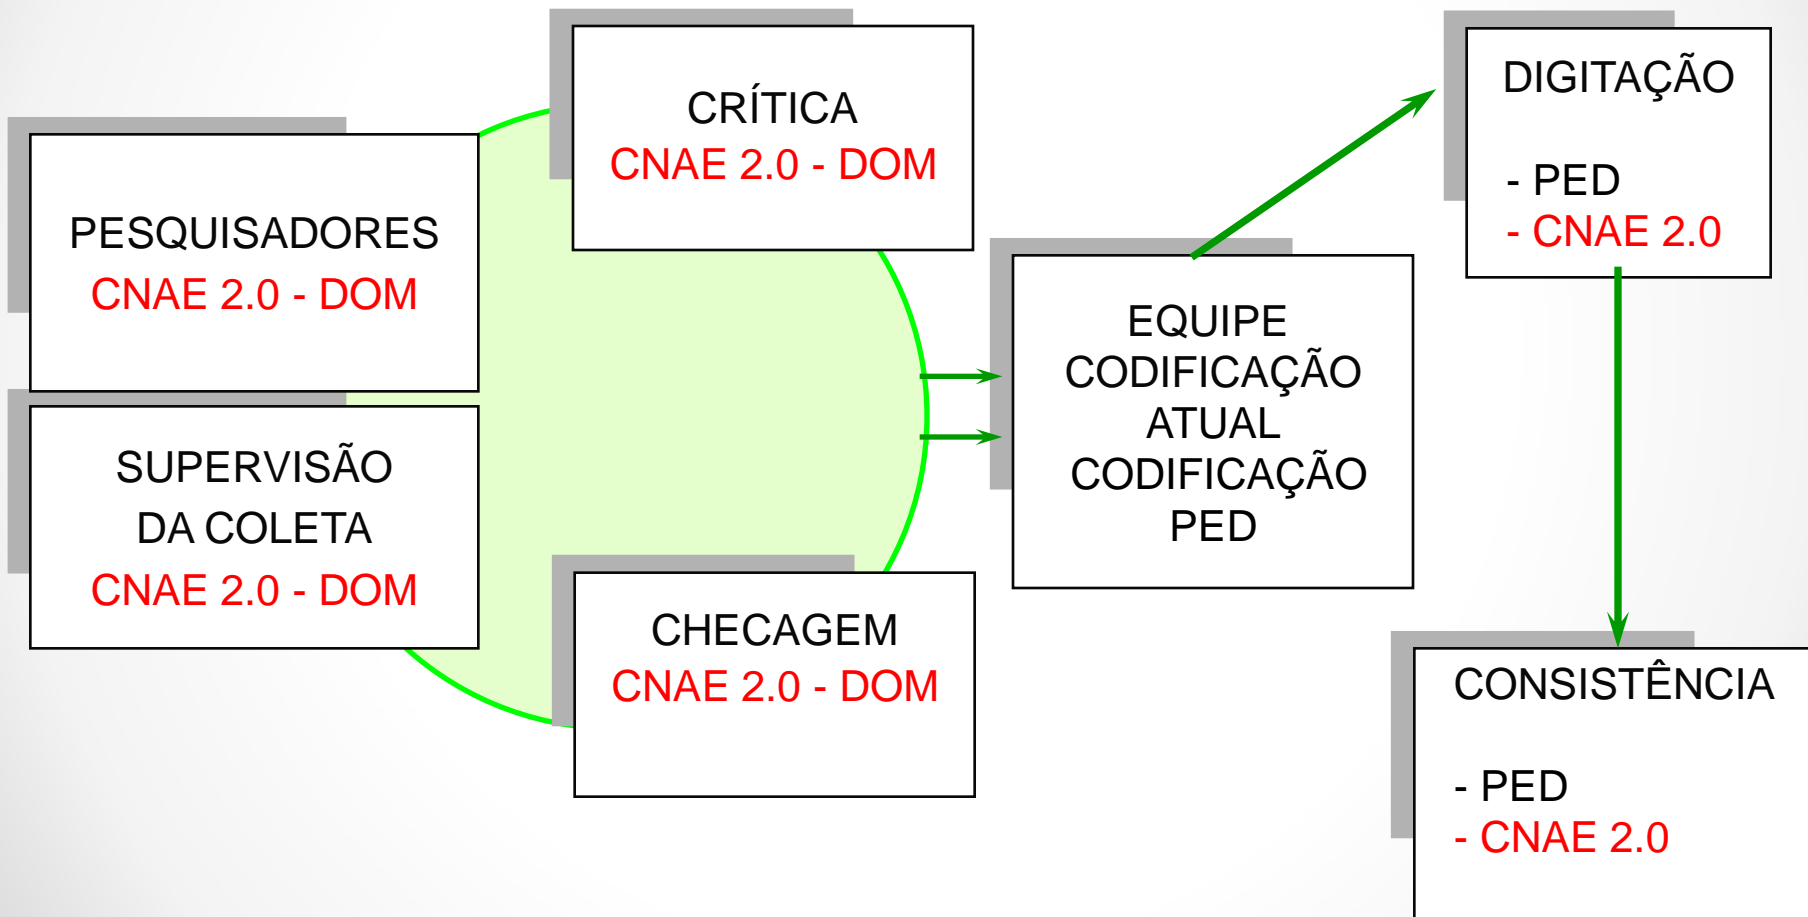 PESQUISADORES
CNAE 2.0 - DOM
SUPERVISÃO
DA COLETA
CNAE 2.0 - DOM
CRÍTICA
CNAE 2.0 - DOM
CHECAGEM
CNAE 2.0 - DOM
EQUIPE
CODIFICAÇÃO
ATUAL
CODIFICAÇÃO
PED
DIGITAÇÃO
- PED
- CNAE 2.0
CONSISTÊNCIA
- PED
- CNAE 2.0